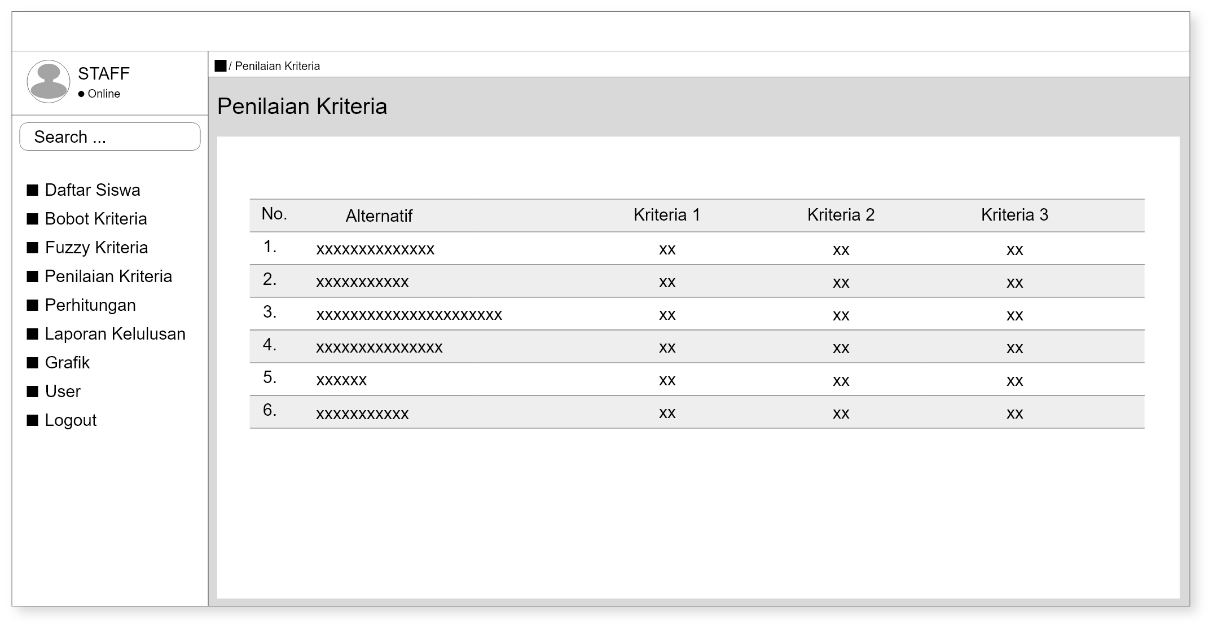 STAFF
● Online
Search ...
Daftar Siswa
Bobot Kriteria
Fuzzy Kriteria
Penilaian Kriteria
Perhitungan
Laporan Kelulusan
Grafik
User
Logout
/ Penilaian Kriteria
Penilaian Kriteria
No. Alternatif Kriteria 1 Kriteria 2 Kriteria 3
1. xxxxxxxxxxxxxx xx xx xx
2. xxxxxxxxxxx xx xx xx
3. xxxxxxxxxxxxxxxxxxxxxx xx xx xx
4. xxxxxxxxxxxxxxx xx xx xx
5. xxxxxx xx xx xx
6. xxxxxxxxxxx xx xx xx